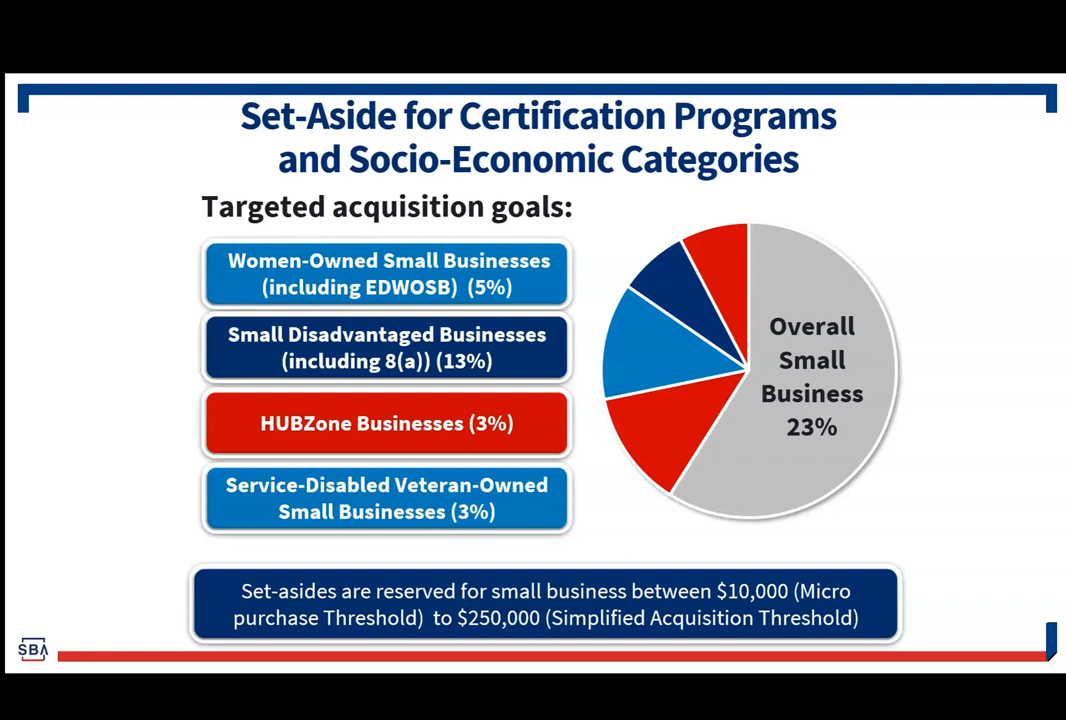 Set-Aside for Certification Programs
and Socio-Economic Categories
Targeted acquisition goals:
Women-Owned Small Businesses
(including EDWOSB) (5%)
Small Disadvantaged Businesses
(including 8(a)) (13%)
HUBZone Businesses (3%)
Service-Disabled Veteran-Owned
Small Businesses (3%)
Overall
Small
Business
23%
Set-asides are reserved for small business between $10,000 (Micro
purchase Threshold) to $250,000 (Simplified Acquisition Threshold)
SBA